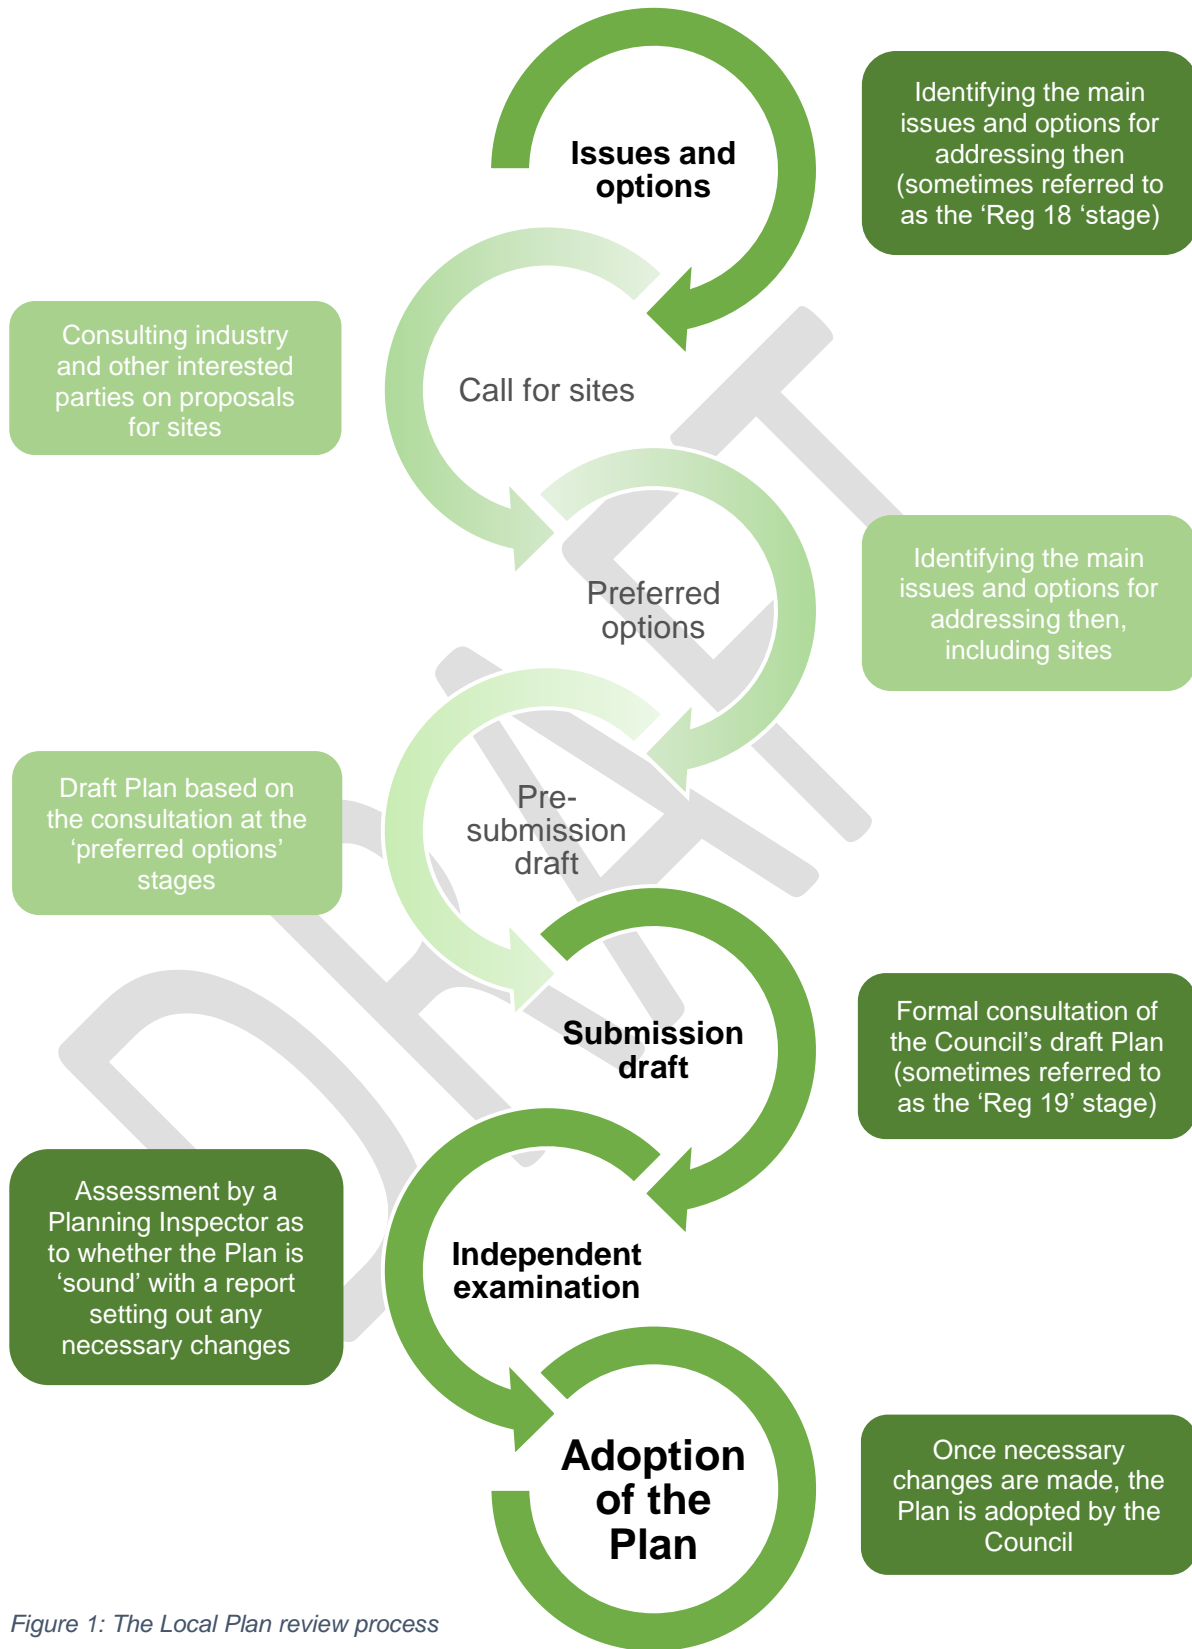 Issues and
options
Identifying the main
issues and options for
addressing then
(sometimes referred to
as the ‘Reg 18 ‘stage)
Consulting industry
and other interested
parties on proposals
for sites
Call for sites
Preferred
options
Identifying the main
issues and options for
addressing then,
including sites
Draft Plan based on
the consultation at the
‘preferred options’
stages
Pre-
submission
draft
Submission
draft
Formal consultation of
the Council’s draft Plan
(sometimes referred to
as the ‘Reg 19’ stage)
Assessment by a
Planning Inspector as
to whether the Plan is
‘sound’ with a report
setting out any
necessary changes
Independent
examination
Adoption
of the
Plan
Once necessary
changes are made, the
Plan is adopted by the
Council
Figure 1: The Local Plan review process
DRAFT